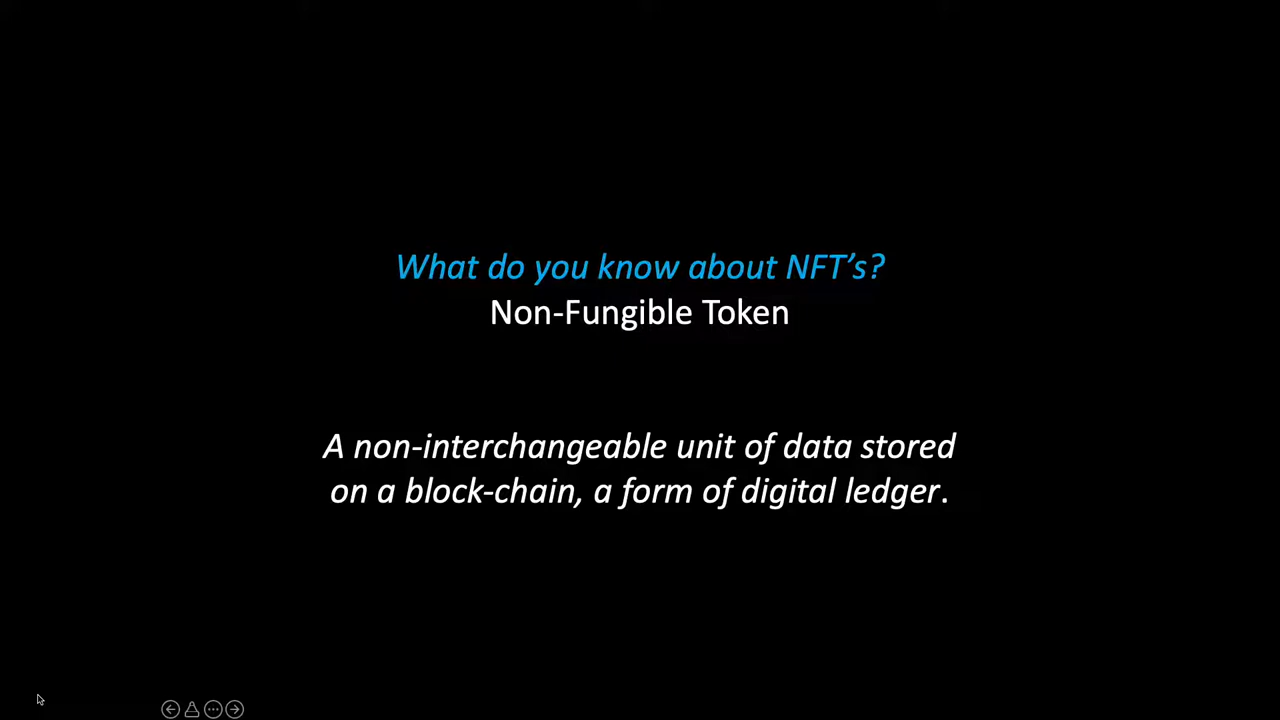 What do you know about NFT’s?
Non-Fungible Token
A non-interchangeable unit of data stored
on a block-chain, a form of digital ledger.